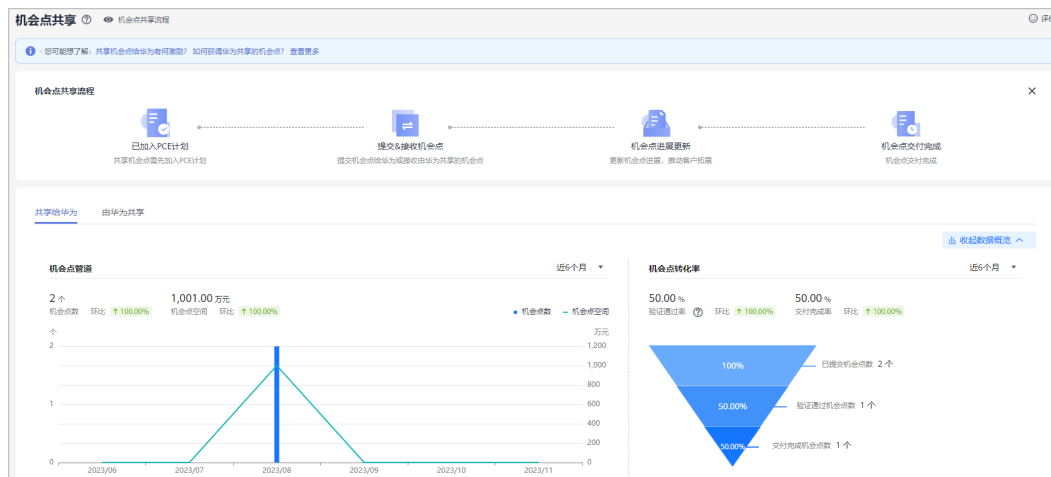 机会点共享 机会点共享流程 评
您可能想了解：共享机会点给华为有何激励？ 如何获得华为共享的机会点？ 查看更多
机会点共享流程
已加入PCE计划 提交&接收机会点 机会点进展更新 机会点交付完成
共享机会点需先加入PCE计划 提交机会点给华为或接收由华为共享的机会点 更新机会点进展，推动客户拓展 机会点交付完成
共享给华为 由华为共享
收起数据概览
机会点管道 近6个月 机会点转化率 近6个月
2 个 1,001.00 万元 50.00 % 50.00 %
机会点数 环比 ↑ 100.00% 机会点空间 环比 ↑ 100.00% 机会点数 机会点空间 验证通过率 环比 ↑ 100.00% 交付完成率 环比 ↑ 100.00%
个 万元
2 1,200
1,000
800
1 600
400
200
0 0
2023/06 2023/07 2023/08 2023/09 2023/10 2023/11
100% 已提交机会点数 2 个
50.00% 验证通过机会点数 1 个
50.00% 交付完成机会点数 1 个